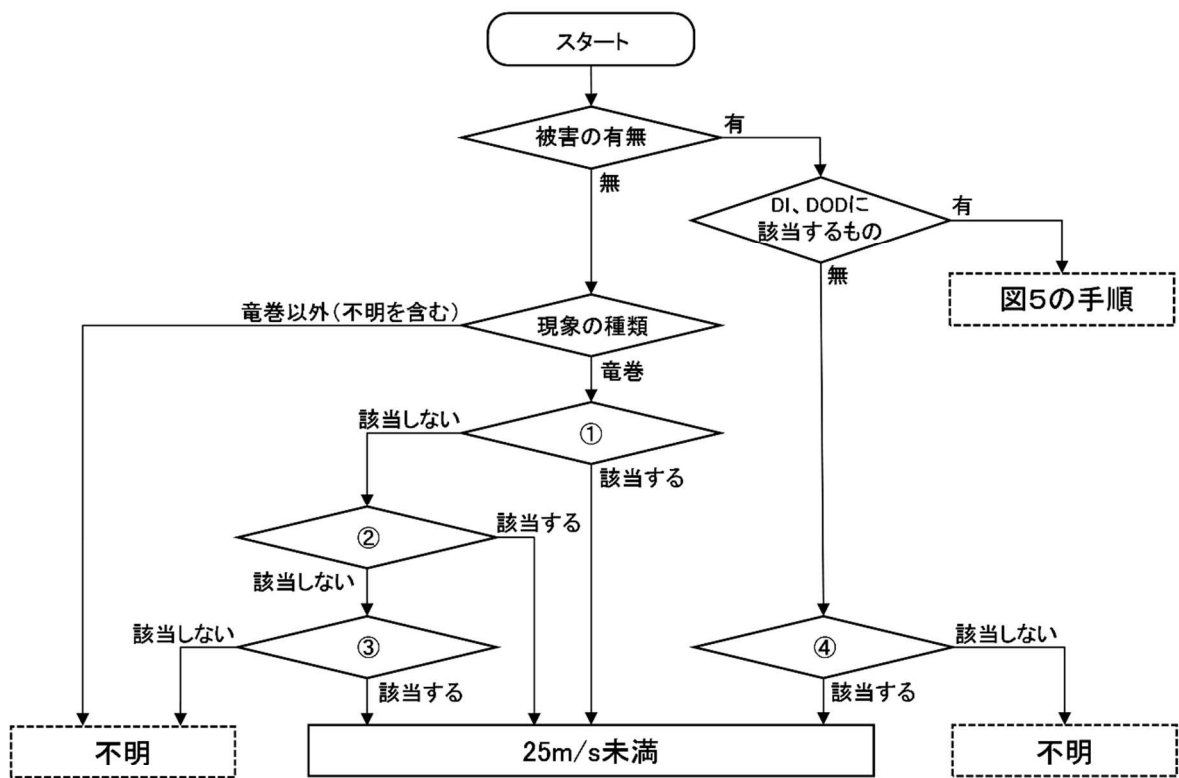 スタート
被害の有無
有
無
DI、DODに
該当するもの
有
無
図5の手順
竜巻以外(不明を含む)
現象の種類
竜巻
該当しない
①
該当する
②
該当する
該当しない
該当しない
③
該当する
④
該当しない
該当する
不明
25m/s未満
不明